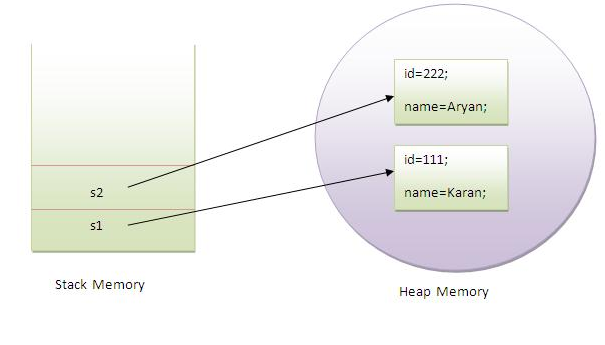 id=222;
name=Aryan;
id=111;
name=Karan;
s2
s1
Stack Memory
Heap Memory